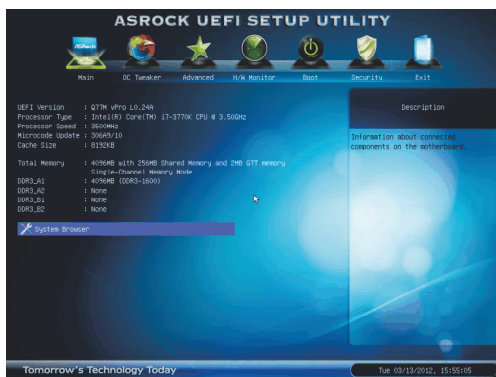 ASROCK UEFI SETUP UTILITY
ASRock
Main OC Tweaker Advanced H/W Monitor Boot Security Exit
UEFI Version : Q77M vPro L0.24A
Processor Type : Intel(R) Core(TM) i7-3770K CPU @ 3.50GHz
Processor Speed : 3500MHz
Microcode Update : 306A9/10
Cache Size : 8192KB
Total Memory : 4096MB with 256MB Shared Memory and 2MB GTT memory
Single-Channel Memory Mode
DDR3_A1 : 4096MB (DDR3-1600)
DDR3_A2 : None
DDR3_B1 : None
DDR3_B2 : None
System Browser
Description
Information about connected
components on the motherboard.
Tomorrow's Technology Today
Tue 03/13/2012, 15:55:05